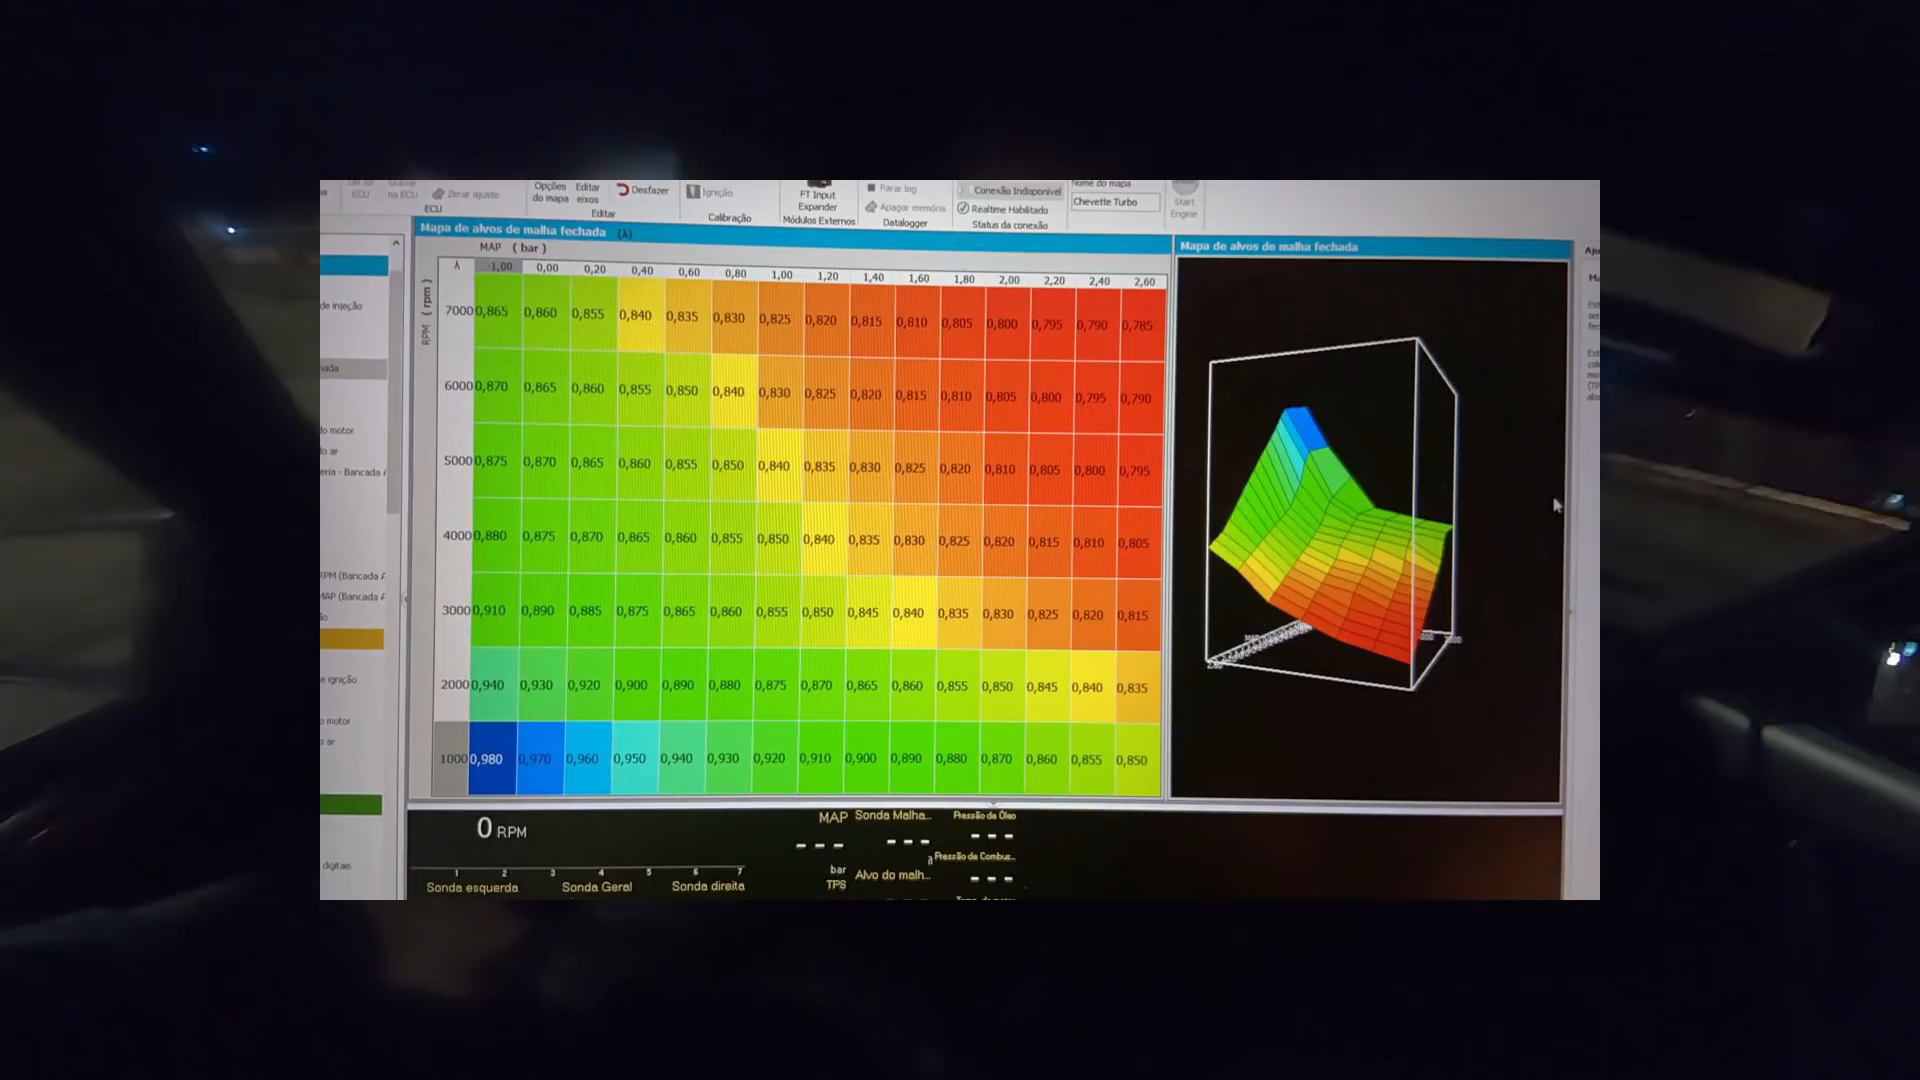 na ECU
Zerar ajuste
ECU
Opções
do mapa
Editar
eixos
Desfazer
Editar
Ignição
Calibração
FT Input
Expander
Módulos Externos
Parar log
Apagar memória
Datalogger
Conexão Indisponível
Realtime Habilitado
Status da conexão
Nome do mapa
Chevette Turbo
Start
Engine
Mapa de alvos de malha fechada (λ)
MAP ( bar )
RPM ( rpm )
λ -1,00 0,00 0,20 0,40 0,60 0,80 1,00 1,20 1,40 1,60 1,80 2,00 2,20 2,40 2,60
7000 0,865 0,860 0,855 0,840 0,835 0,830 0,825 0,820 0,815 0,810 0,805 0,800 0,795 0,790 0,785
6000 0,870 0,865 0,860 0,855 0,850 0,840 0,830 0,825 0,820 0,815 0,810 0,805 0,800 0,795 0,790
5000 0,875 0,870 0,865 0,860 0,855 0,850 0,840 0,835 0,830 0,825 0,820 0,810 0,805 0,800 0,795
4000 0,880 0,875 0,870 0,865 0,860 0,855 0,850 0,840 0,835 0,830 0,825 0,820 0,815 0,810 0,805
3000 0,910 0,890 0,885 0,875 0,865 0,860 0,855 0,850 0,845 0,840 0,835 0,830 0,825 0,820 0,815
2000 0,940 0,930 0,920 0,900 0,890 0,880 0,875 0,870 0,865 0,860 0,855 0,850 0,845 0,840 0,835
1000 0,980 0,970 0,960 0,950 0,940 0,930 0,920 0,910 0,900 0,890 0,880 0,870 0,860 0,855 0,850
Mapa de alvos de malha fechada
de injeção
do motor
do ar
eria - Bancada A
RPM (Bancada A
MAP (Bancada A
e ignição
o motor
o ar
digitais
0 RPM
1 2 3 4 5 6 7
Sonda esquerda
Sonda Geral
Sonda direita
MAP
- - -
bar
TPS
Sonda Malha...
- - -
Alvo do malh...
Pressão de Óleo
- - -
Pressão de Combus...
- - -